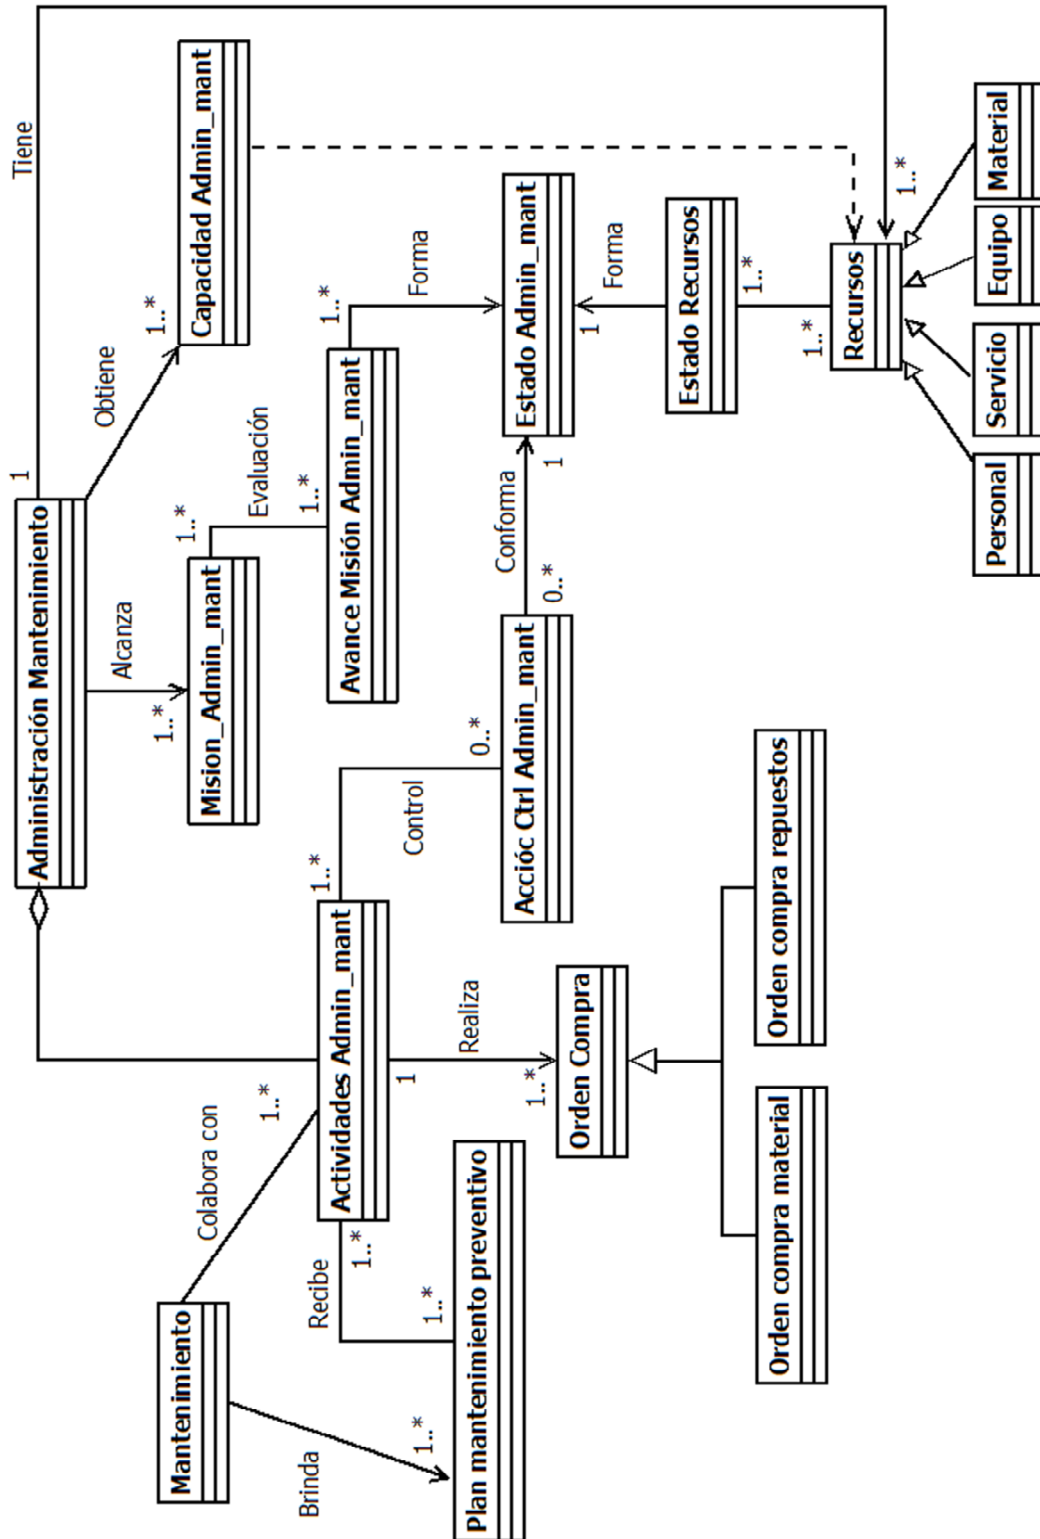 Tiene
1
Administración Mantenimiento
Obtiene
Alcanza
1..*
1..*
Mantenimiento
1..*
Capacidad Admin_mant
Colabora con
Mision_Admin_mant
Evaluación
1..*
1..*
Brinda
Recibe
1..*
1..*
Actividades Admin_mant
Avance Misión Admin_mant
1..*
1
Control
Forma
1..*
1..*
Realiza
Plan mantenimiento preventivo
0..*
Conforma
Accióc Ctrl Admin_mant
Estado Admin_mant
1..*
0..*
1
Orden Compra
1
Forma
Estado Recursos
1..*
Orden compra material
Orden compra repuestos
1..*
Recursos
1..*
Personal
Servicio
Equipo
Material